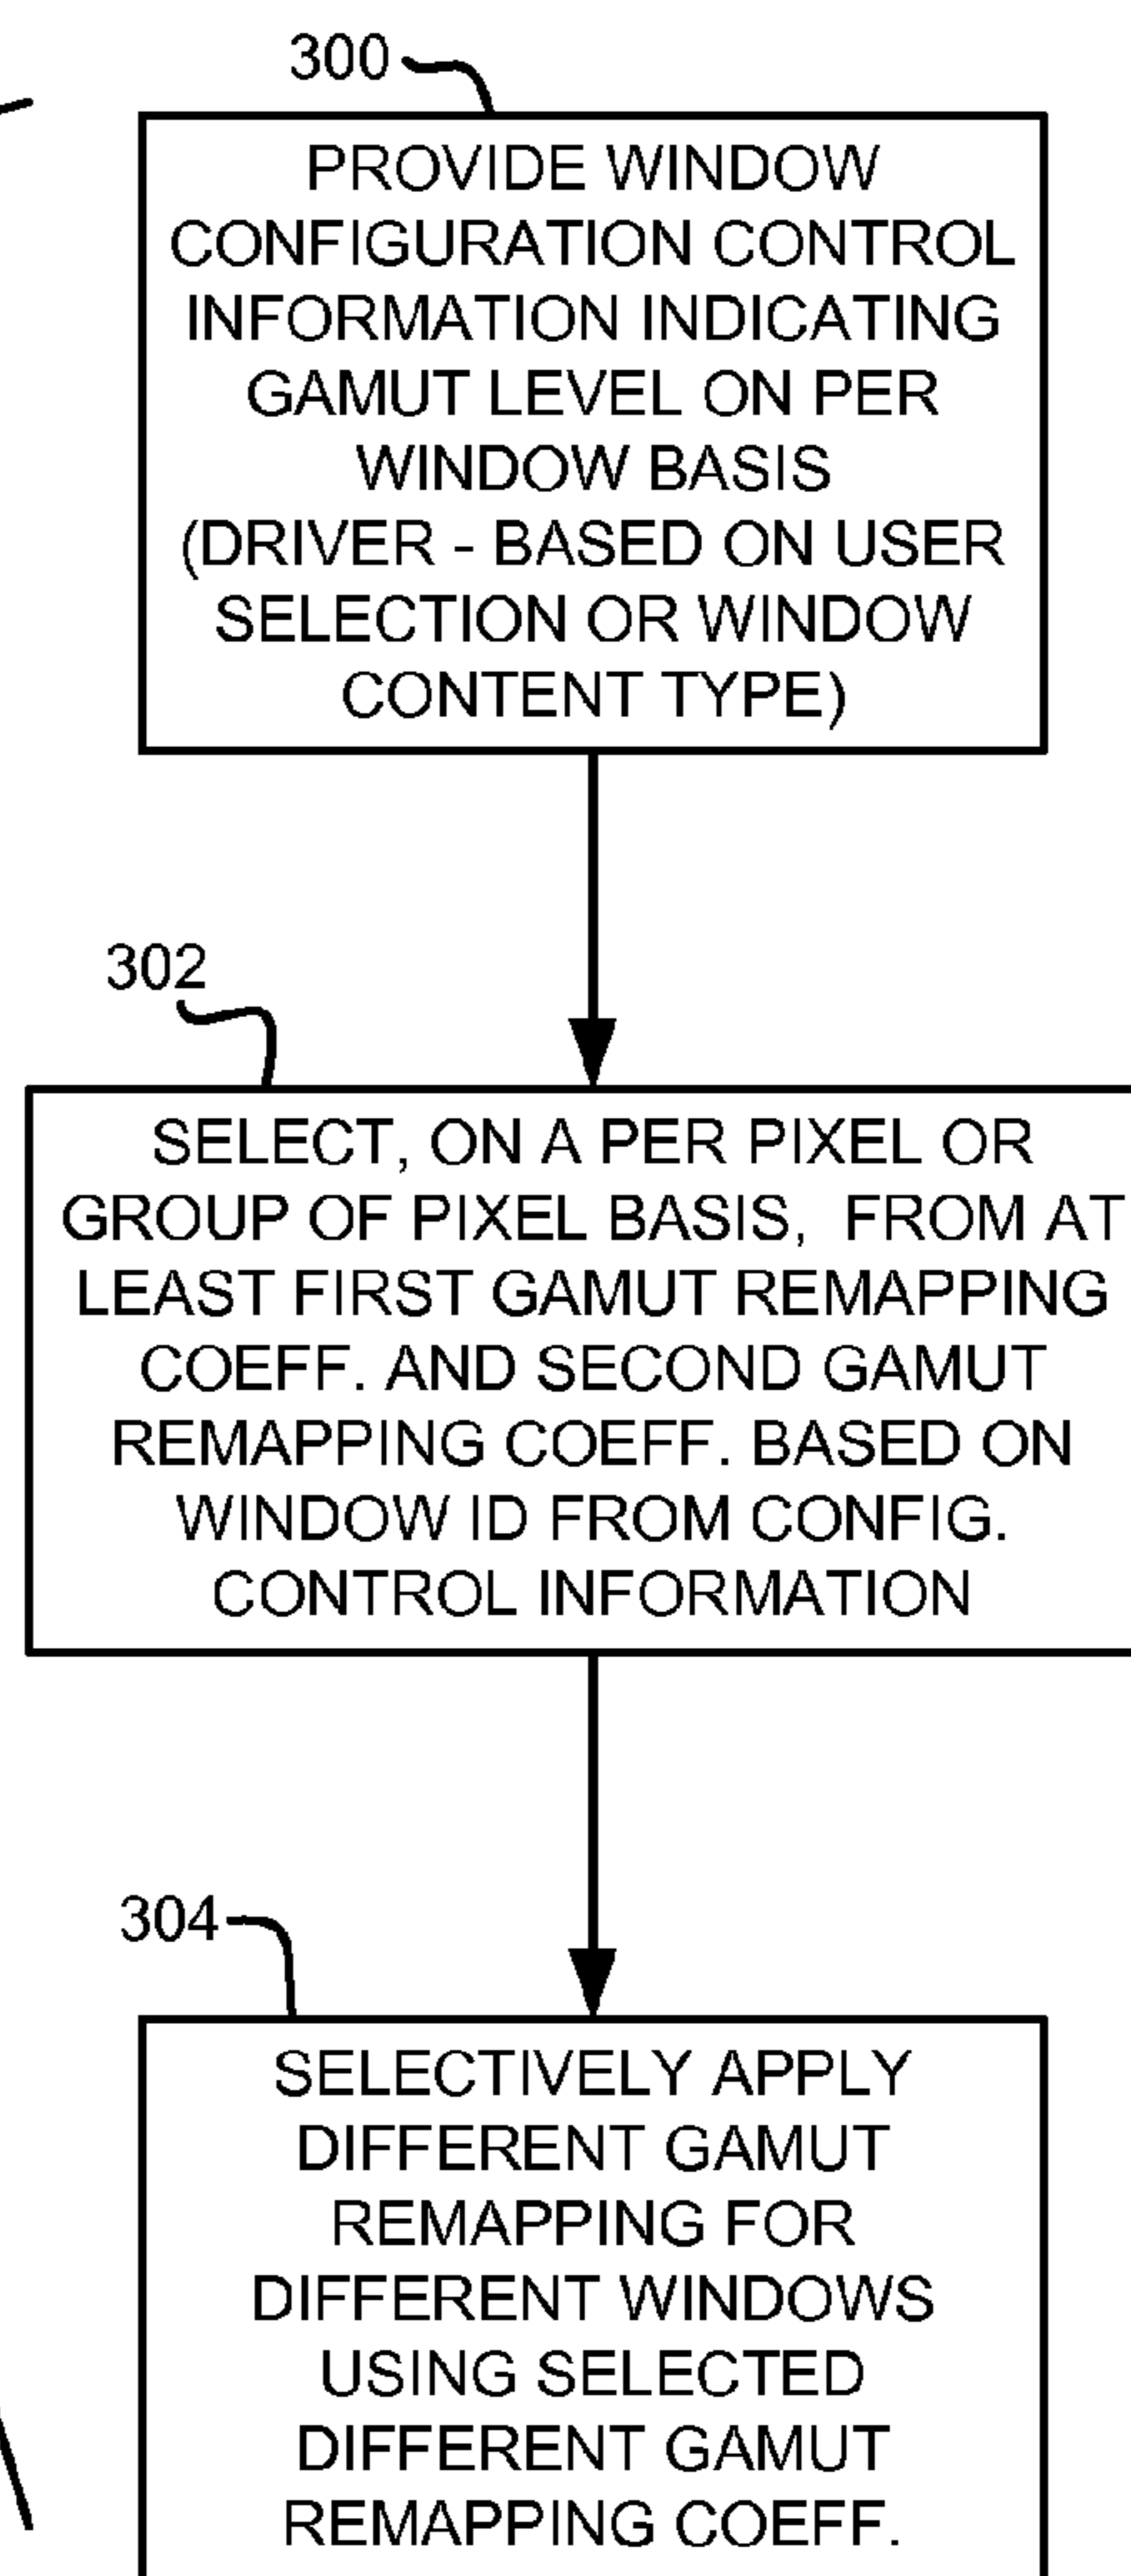 300
PROVIDE WINDOW
CONFIGURATION CONTROL
INFORMATION INDICATING
GAMUT LEVEL ON PER
WINDOW BASIS
(DRIVER - BASED ON USER
SELECTION OR WINDOW
CONTENT TYPE)
302
SELECT, ON A PER PIXEL OR
GROUP OF PIXEL BASIS, FROM AT
LEAST FIRST GAMUT REMAPPING
COEFF. AND SECOND GAMUT
REMAPPING COEFF. BASED ON
WINDOW ID FROM CONFIG.
CONTROL INFORMATION
304
SELECTIVELY APPLY
DIFFERENT GAMUT
REMAPPING FOR
DIFFERENT WINDOWS
USING SELECTED
DIFFERENT GAMUT
REMAPPING COEFF.